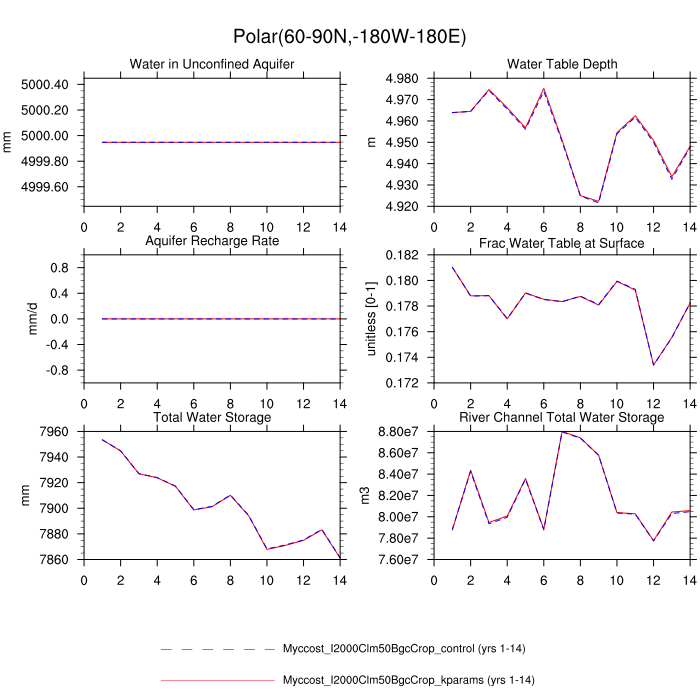 Polar(60-90N,-180W-180E)
Water in Unconfined Aquifer
mm
5000.40
5000.20
5000.00
4999.80
4999.60
0 2 4 6 8 10 12 14
Water Table Depth
m
4.980
4.970
4.960
4.950
4.940
4.930
4.920
0 2 4 6 8 10 12 14
Aquifer Recharge Rate
mm/d
0.8
0.4
0.0
-0.4
-0.8
0 2 4 6 8 10 12 14
Frac Water Table at Surface
unitless [0-1]
0.182
0.180
0.178
0.176
0.174
0.172
0 2 4 6 8 10 12 14
Total Water Storage
mm
7960
7940
7920
7900
7880
7860
0 2 4 6 8 10 12 14
River Channel Total Water Storage
m3
8.80e7
8.60e7
8.40e7
8.20e7
8.00e7
7.80e7
7.60e7
0 2 4 6 8 10 12 14
Myccost_I2000Clm50BgcCrop_control (yrs 1-14)
Myccost_I2000Clm50BgcCrop_kparams (yrs 1-14)